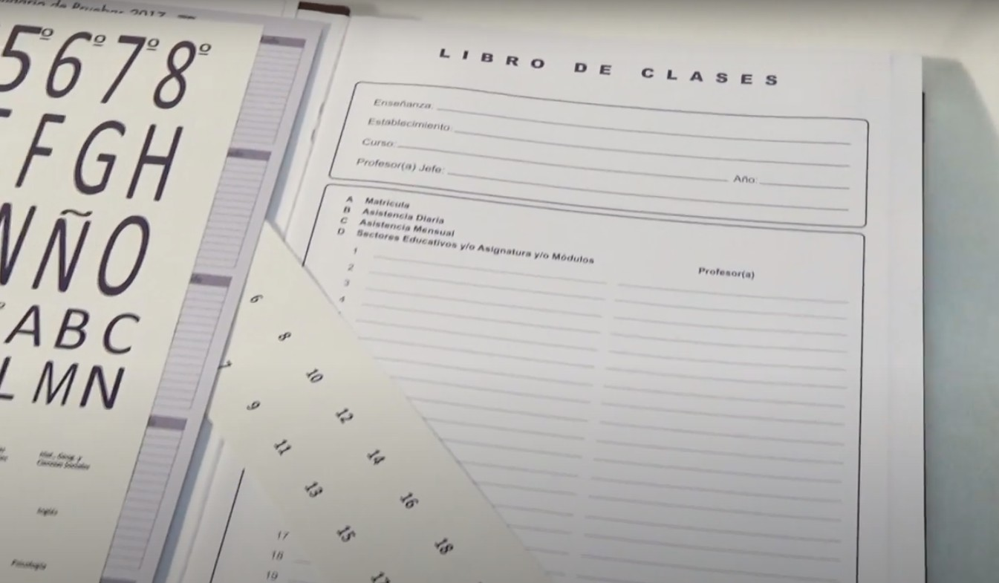 de Pruebas 2017
5º 6º 7º 8º
F G H
Ñ O
A B C
L M N
Hist., Geog. y
Ciencias Sociales
Inglés
LIBRO DE CLASES
Enseñanza:
Establecimiento:
Curso:
Año:
Profesor(a) Jefe:
A Matrícula
B Asistencia Diaria
C Asistencia Mensual
D Sectores Educativos y/o Asignatura y/o Módulos
Profesor(a)
1
2
3
4
17
18
19
6
8
10
12
14
16
18
7
9
11
13
15
17